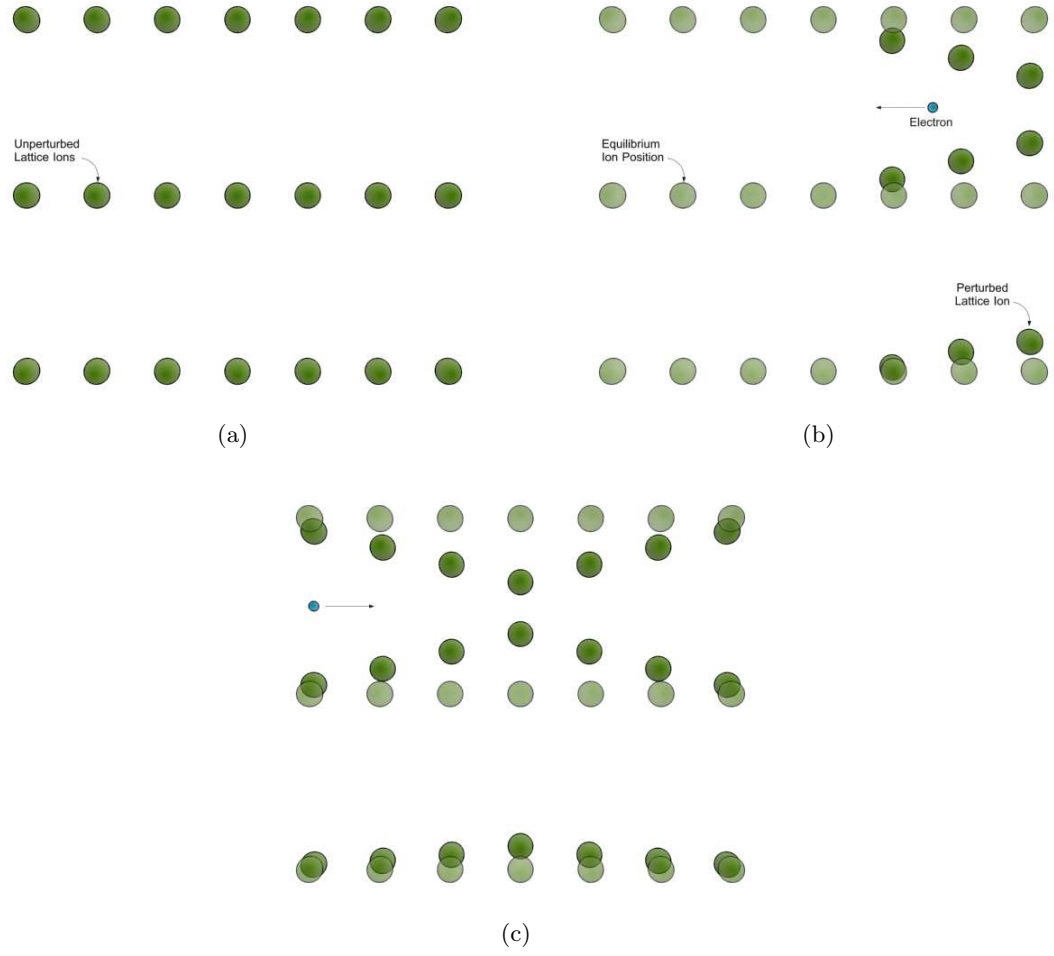 Unperturbed
Lattice Ions
Electron
Equilibrium
Ion Position
Perturbed
Lattice Ion
(a)
(b)
(c)